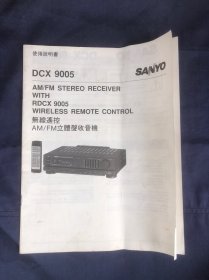 使用說明書
DCX 9005
SANYO
AM/FM STEREO RECEIVER
WITH
RDCX 9005
WIRELESS REMOTE CONTROL
無線遙控
AM/FM立體聲收音機